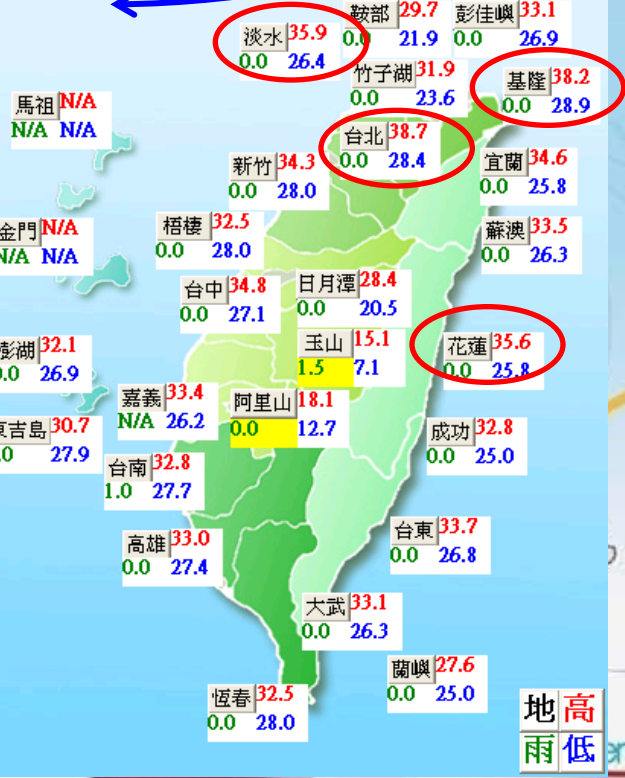 鞍部 29.7
0.0 21.9
彭佳嶼 33.1
0.0 26.9
淡水 35.9
0.0 26.4
竹子湖 31.9
0.0 23.6
基隆 38.2
0.0 28.9
馬祖 N/A
N/A N/A
台北 38.7
0.0 28.4
新竹 34.3
0.0 28.0
宜蘭 34.6
0.0 25.8
金門 N/A
N/A N/A
梧棲 32.5
0.0 28.0
蘇澳 33.5
0.0 26.3
台中 34.8
0.0 27.1
日月潭 28.4
0.0 20.5
澎湖 32.1
0.0 26.9
玉山 15.1
1.5 7.1
花蓮 35.6
0.0 25.8
嘉義 33.4
N/A 26.2
阿里山 18.1
0.0 12.7
東吉島 30.7
.0 27.9
成功 32.8
0.0 25.0
台南 32.8
1.0 27.7
高雄 33.0
0.0 27.4
台東 33.7
0.0 26.8
大武 33.1
0.0 26.3
蘭嶼 27.6
0.0 25.0
恆春 32.5
0.0 28.0
地 高
雨 低